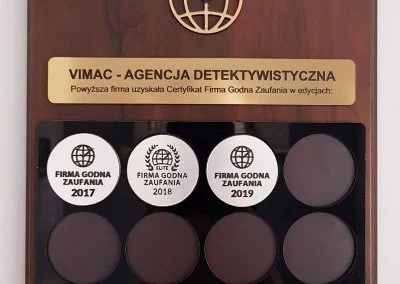 VIMAC - AGENCJA DETEKTYWISTYCZNA
Powyższa firma uzyskała Certyfikat Firma Godna Zaufania w edycjach:
FIRMA GODNA
ZAUFANIA
2017
ELITE
FIRMA GODNA
ZAUFANIA
2018
FIRMA GODNA
ZAUFANIA
2019